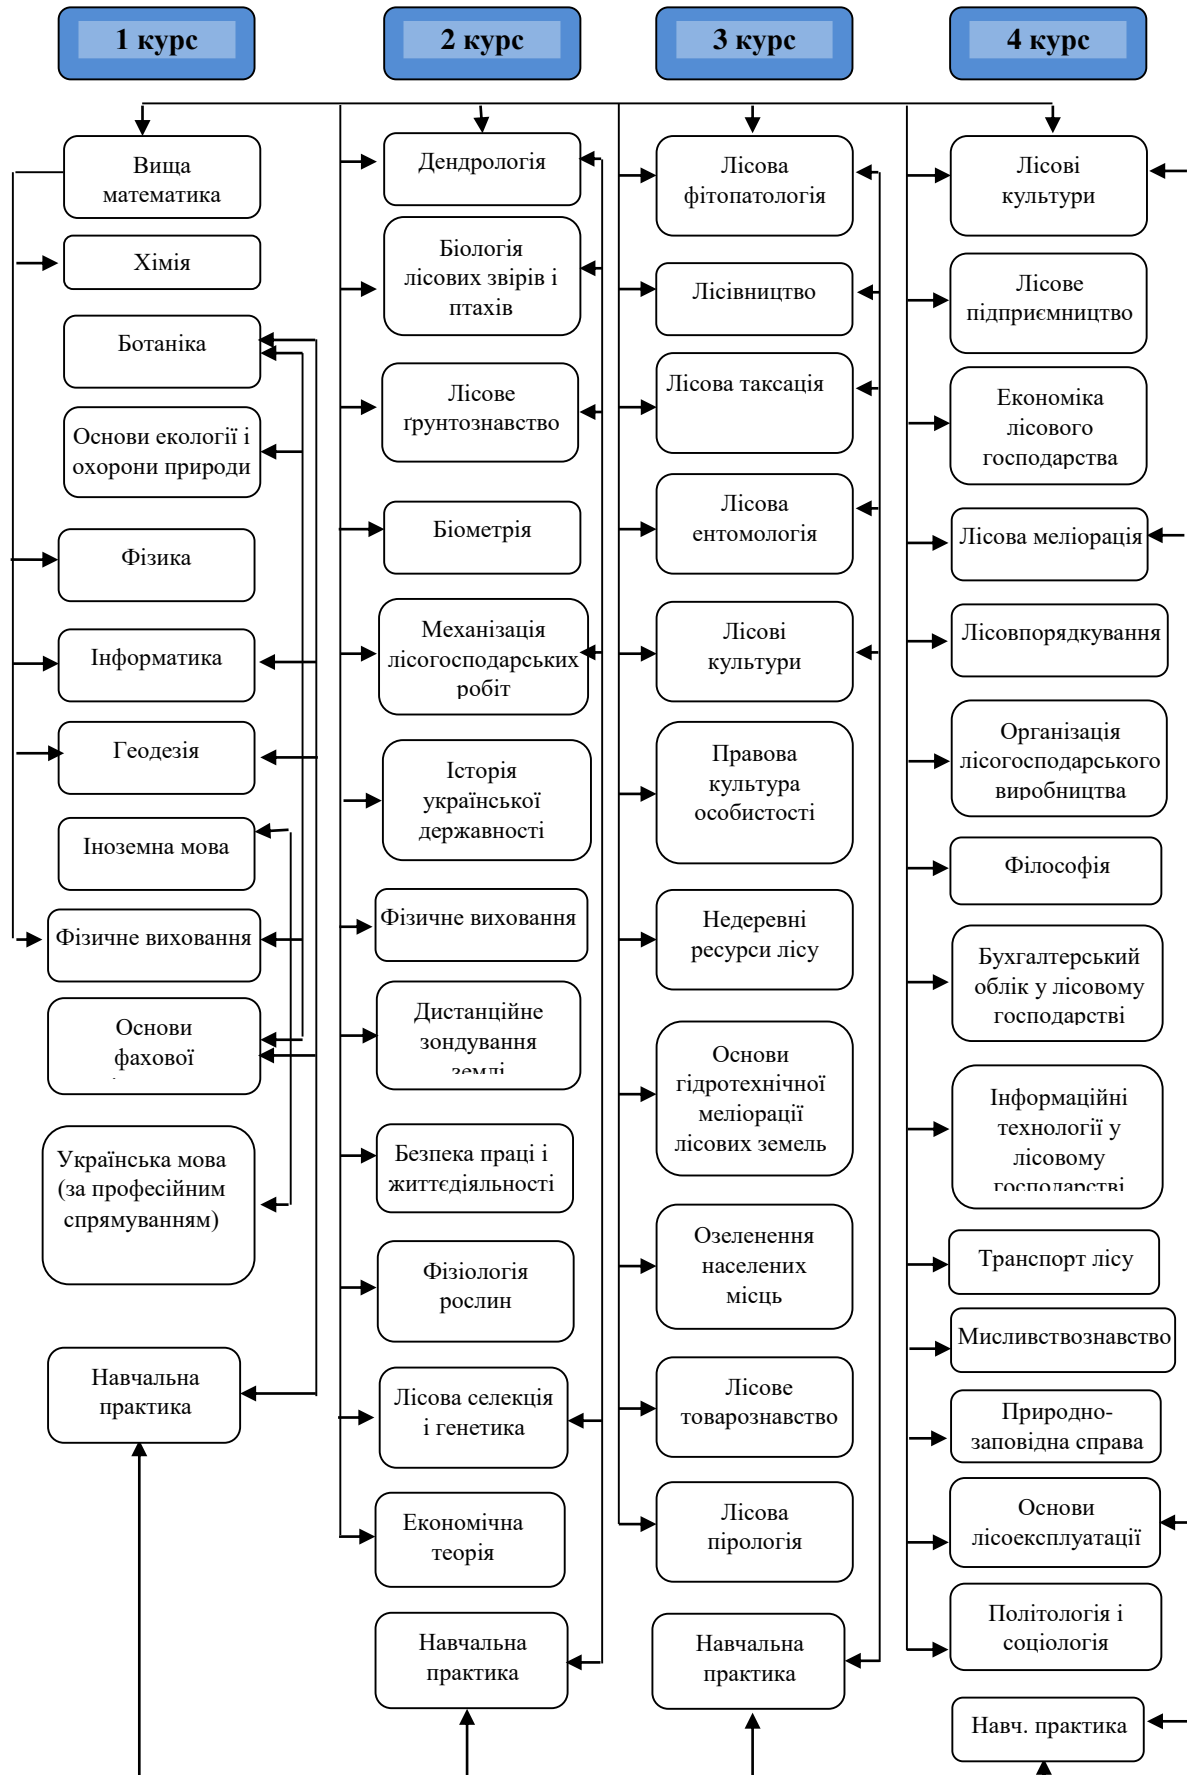 1 курс
2 курс
3 курс
4 курс
Вища
математика
Хімія
Ботаніка
Основи екології і
охорони природи
Фізика
Інформатика
Геодезія
Іноземна мова
Фізичне виховання
Основи
фахової
Українська мова
(за професійним
спрямуванням)
Навчальна
практика
Дендрологія
Біологія
лісових звірів і
птахів
Лісове
ґрунтознавство
Біометрія
Механізація
лісогосподарських
робіт
Історія
української
державності
Фізичне виховання
Дистанційне
зондування
землі
Безпека праці і
життєдіяльності
Фізіологія
рослин
Лісова селекція
і генетика
Економічна
теорія
Навчальна
практика
Лісова
фітопатологія
Лісівництво
Лісова таксація
Лісова
ентомологія
Лісові
культури
Правова
культура
особистості
Недеревні
ресурси лісу
Основи
гідротехнічної
меліорації
лісових земель
Озеленення
населених
місць
Лісове
товарознавство
Лісова
пірологія
Навчальна
практика
Лісові
культури
Лісове
підприємництво
Економіка
лісового
господарства
Лісова меліорація
Лісовпорядкування
Організація
лісогосподарського
виробництва
Філософія
Бухгалтерський
облік у лісовому
господарстві
Інформаційні
технології у
лісовому
господарстві
Транспорт лісу
Мисливствознавство
Природно-
заповідна справа
Основи
лісоексплуатації
Політологія і
соціологія
Навч. практика